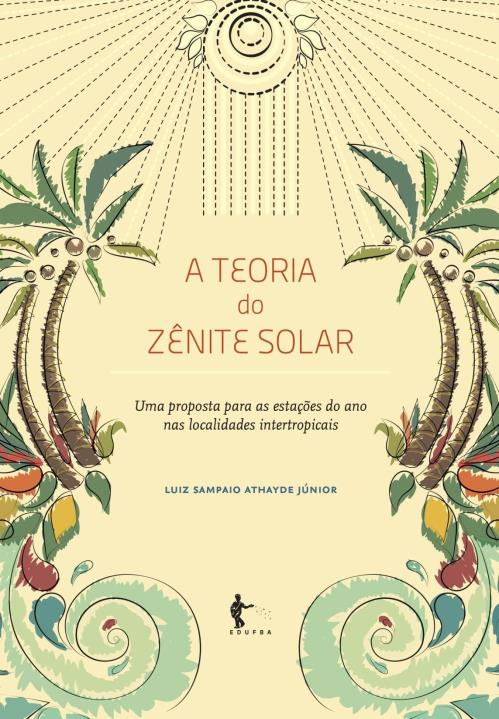 A TEORIA
do
ZÊNITE SOLAR
Uma proposta para as estações do ano
nas localidades intertropicais
LUIZ SAMPAIO ATHAYDE JÚNIOR
EDUFBA